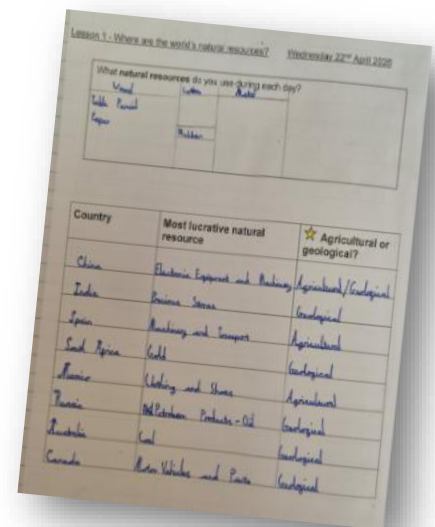 Lesson 1 - Where are the world's natural resources? Wednesday 22nd April 2026
What natural resources do you use during each day?
Wood Cotton Metal
Table Pencil
Paper
Rubber
Country Most lucrative natural resource Agricultural or geological?
China Electronic Equipment and Machinery Agricultural/Geological
India Precious Stones Geological
Spain Machinery and Transport Agricultural
South Africa Gold Geological
Clothing and Shoes Agricultural
Russia Petroleum Products - Oil Geological
Australia Coal Geological
Canada Motor Vehicles and Parts Geological